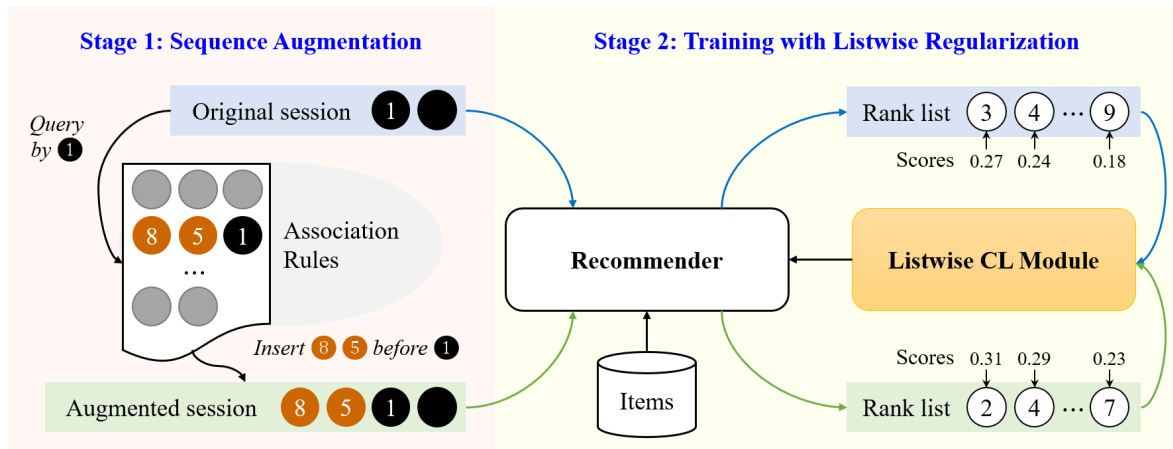 Stage 1: Sequence Augmentation
Original session 1
Query
by 1
8 5 1
...
Association
Rules
Insert 8 5 before 1
Augmented session 8 5 1
Stage 2: Training with Listwise Regularization
Rank list 3 4 ... 9
Scores 0.27 0.24 0.18
Recommender
Listwise CL Module
Items
Scores 0.31 0.29 0.23
Rank list 2 4 ... 7